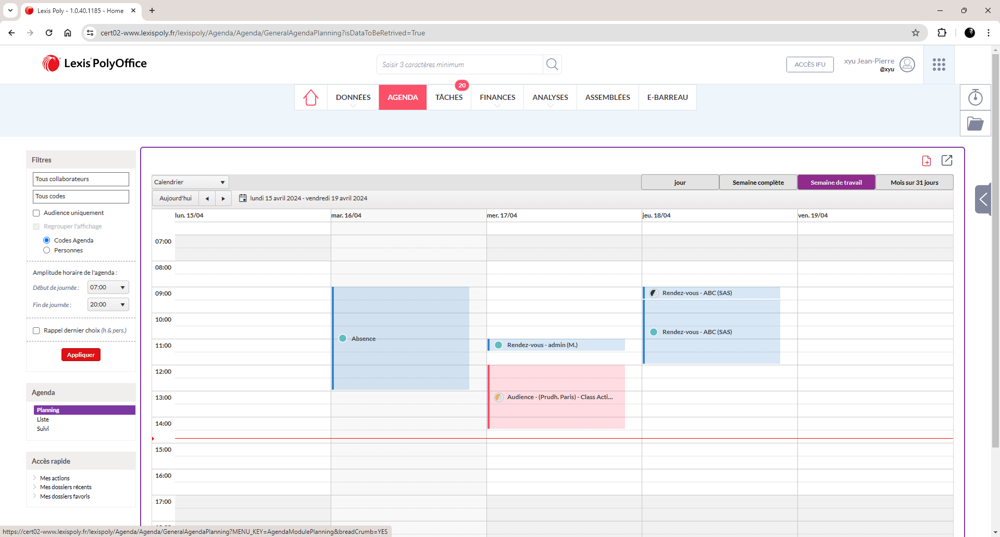 Lexis Poly - 1.0.40.1185 - Home
cert02-www.lexispoly.fr/lexispoly/Agenda/Agenda/GeneralAgendaPlanning?isDataToBeRetrived=True
Lexis PolyOffice
Saisir 3 caractères minimum
ACCÈS IFU
xyu Jean-Pierre
@xyu
20
DONNÉES
AGENDA
TÂCHES
FINANCES
ANALYSES
ASSEMBLÉES
E-BARREAU
Filtres
Tous collaborateurs
Tous codes
Audience uniquement
Regrouper l'affichage
Codes Agenda
Personnes
Amplitude horaire de l'agenda :
Début de journée :
07:00
Fin de journée :
20:00
Rappel dernier choix (h & pers.)
Appliquer
Agenda
Planning
Liste
Suivi
Accès rapide
Mes actions
Mes dossiers récents
Mes dossiers favoris
Calendrier
jour
Semaine complète
Semaine de travail
Mois sur 31 jours
Aujourd'hui
lundi 15 avril 2024 - vendredi 19 avril 2024
lun. 15/04
mar. 16/04
mer. 17/04
jeu. 18/04
ven. 19/04
07:00
08:00
09:00
Rendez-vous - ABC (SAS)
10:00
Rendez-vous - ABC (SAS)
Absence
11:00
Rendez-vous - admin (M.)
12:00
13:00
Audience - (Prudh. Paris) - Class Acti...
14:00
15:00
16:00
17:00
https://cert02-www.lexispoly.fr/lexispoly/Agenda/Agenda/GeneralAgendaPlanning?MENU_KEY=AgendaModulePlanning&breadCrumb=YES